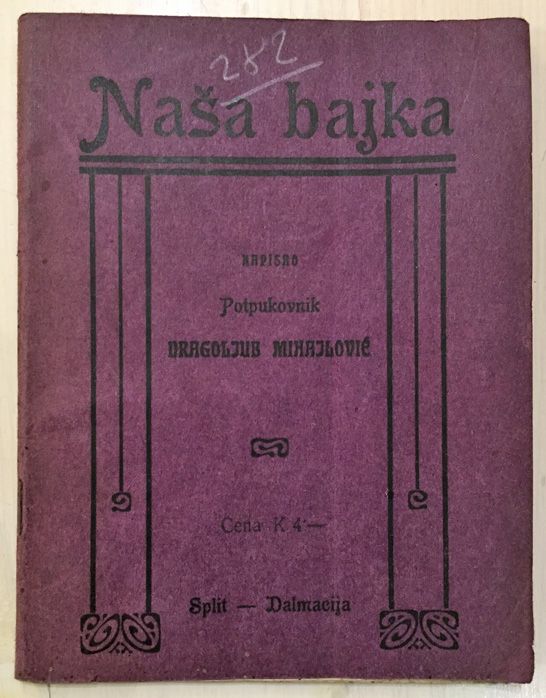 282
Naša bajka
NAPISAO
Potpukovnik
DRAGOLJUB MIHAJLOVIĆ
Cena K 4·—
Split — Dalmacija